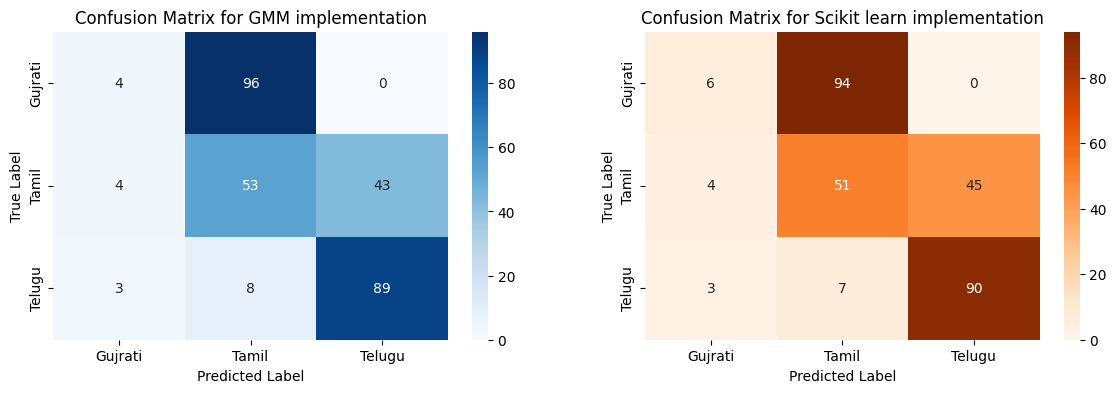 Confusion Matrix for GMM implementation
True Label
Gujrati
Tamil
Telugu
4 96 0
4 53 43
3 8 89
Gujrati Tamil Telugu
Predicted Label
80
60
40
20
0
Confusion Matrix for Scikit learn implementation
True Label
Gujrati
Tamil
Telugu
6 94 0
4 51 45
3 7 90
Gujrati Tamil Telugu
Predicted Label
80
60
40
20
0